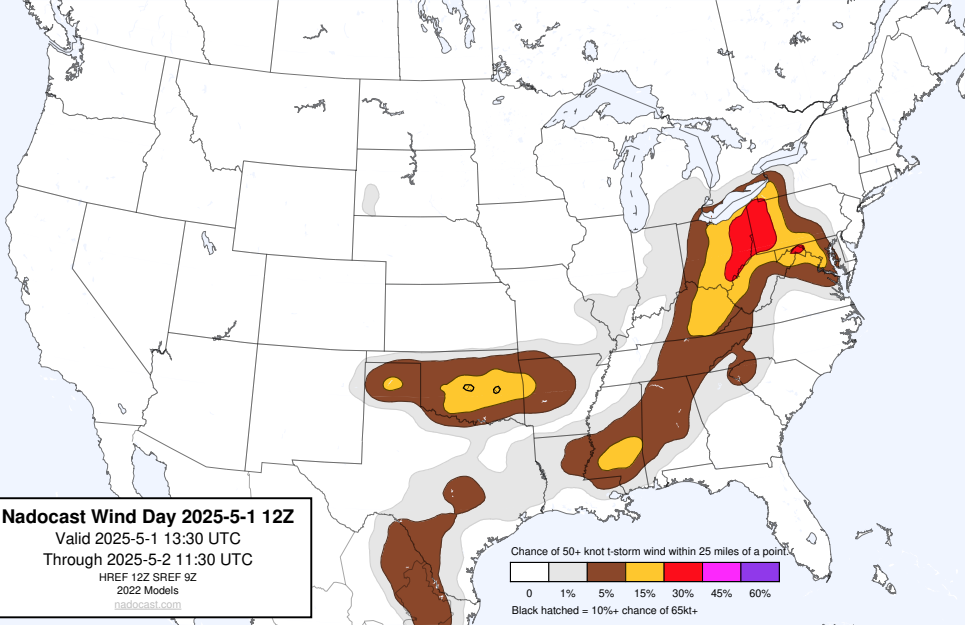 Nadocast Wind Day 2025-5-1 12Z
Valid 2025-5-1 13:30 UTC
Through 2025-5-2 11:30 UTC
HREF 12Z SREF 9Z
2022 Models
nadocast.com
Chance of 50+ knot t-storm wind within 25 miles of a point.
0 1% 5% 15% 30% 45% 60%
Black hatched = 10%+ chance of 65kt+